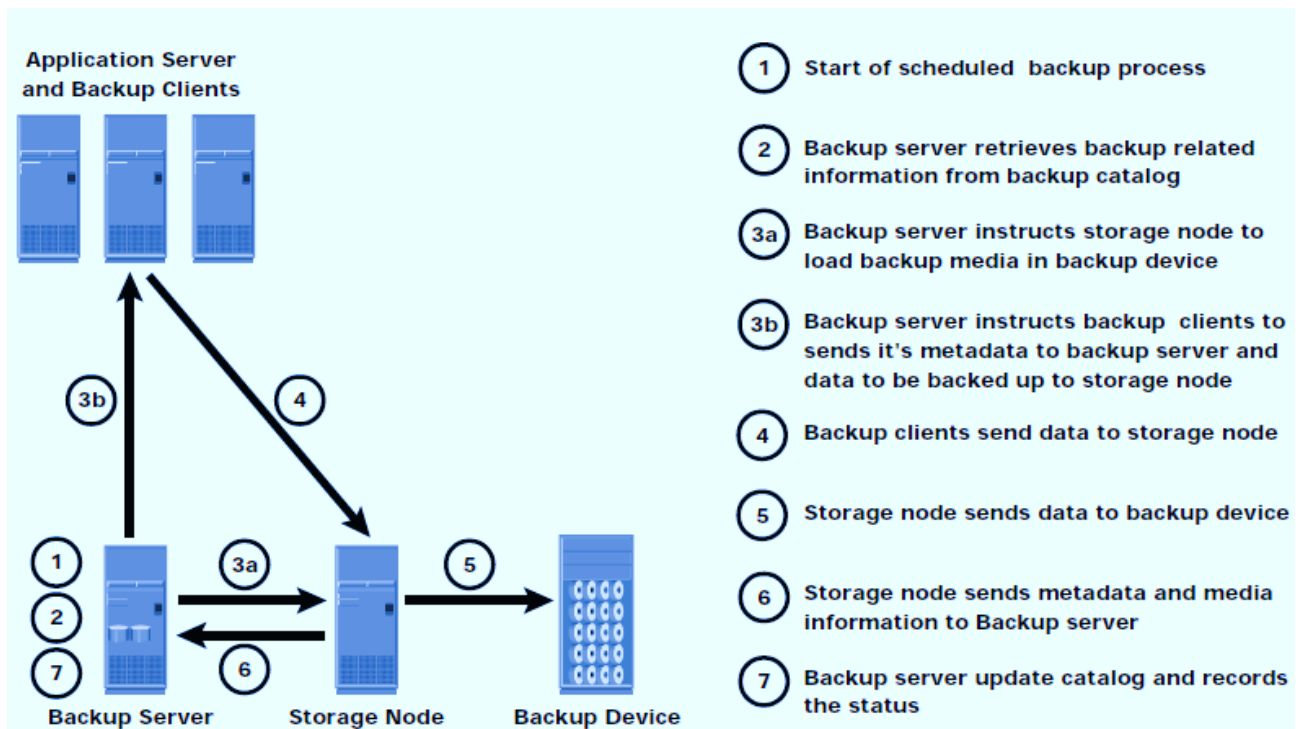 Application Server
and Backup Clients
3b
4
1
2
7
3a
6
5
Backup Server
Storage Node
Backup Device
1 Start of scheduled backup process
2 Backup server retrieves backup related
information from backup catalog
3a Backup server instructs storage node to
load backup media in backup device
3b Backup server instructs backup clients to
sends it's metadata to backup server and
data to be backed up to storage node
4 Backup clients send data to storage node
5 Storage node sends data to backup device
6 Storage node sends metadata and media
information to Backup server
7 Backup server update catalog and records
the status